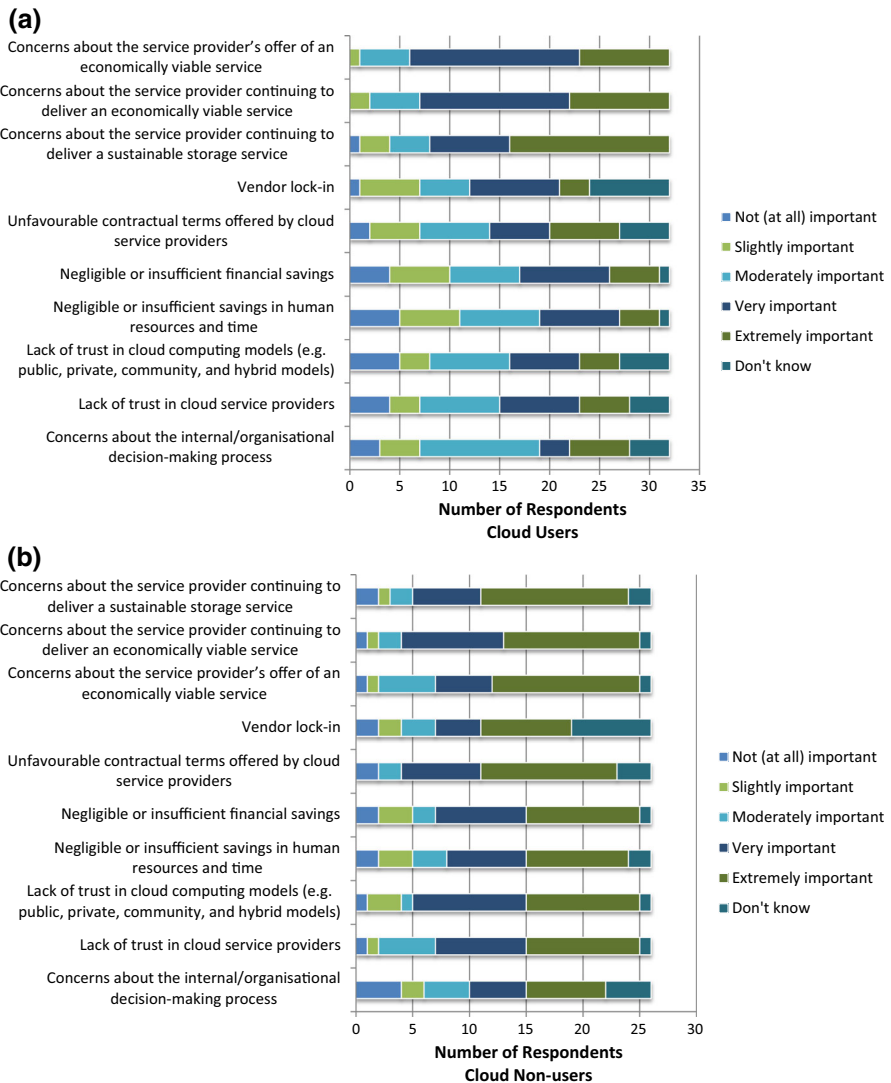 (a)
Concerns about the service provider's offer of an
economically viable service
Concerns about the service provider continuing to
deliver an economically viable service
Concerns about the service provider continuing to
deliver a sustainable storage service
Vendor lock-in
Unfavourable contractual terms offered by cloud
service providers
Negligible or insufficient financial savings
Negligible or insufficient savings in human
resources and time
Lack of trust in cloud computing models (e.g.
public, private, community, and hybrid models)
Lack of trust in cloud service providers
Concerns about the internal/organisational
decision-making process
0 5 10 15 20 25 30 35
Number of Respondents
Cloud Users
Not (at all) important
Slightly important
Moderately important
Very important
Extremely important
Don't know
(b)
Concerns about the service provider continuing to
deliver a sustainable storage service
Concerns about the service provider continuing to
deliver an economically viable service
Concerns about the service provider's offer of an
economically viable service
Vendor lock-in
Unfavourable contractual terms offered by cloud
service providers
Negligible or insufficient financial savings
Negligible or insufficient savings in human
resources and time
Lack of trust in cloud computing models (e.g.
public, private, community, and hybrid models)
Lack of trust in cloud service providers
Concerns about the internal/organisational
decision-making process
0 5 10 15 20 25 30
Number of Respondents
Cloud Non-users
Not (at all) important
Slightly important
Moderately important
Very important
Extremely important
Don't know